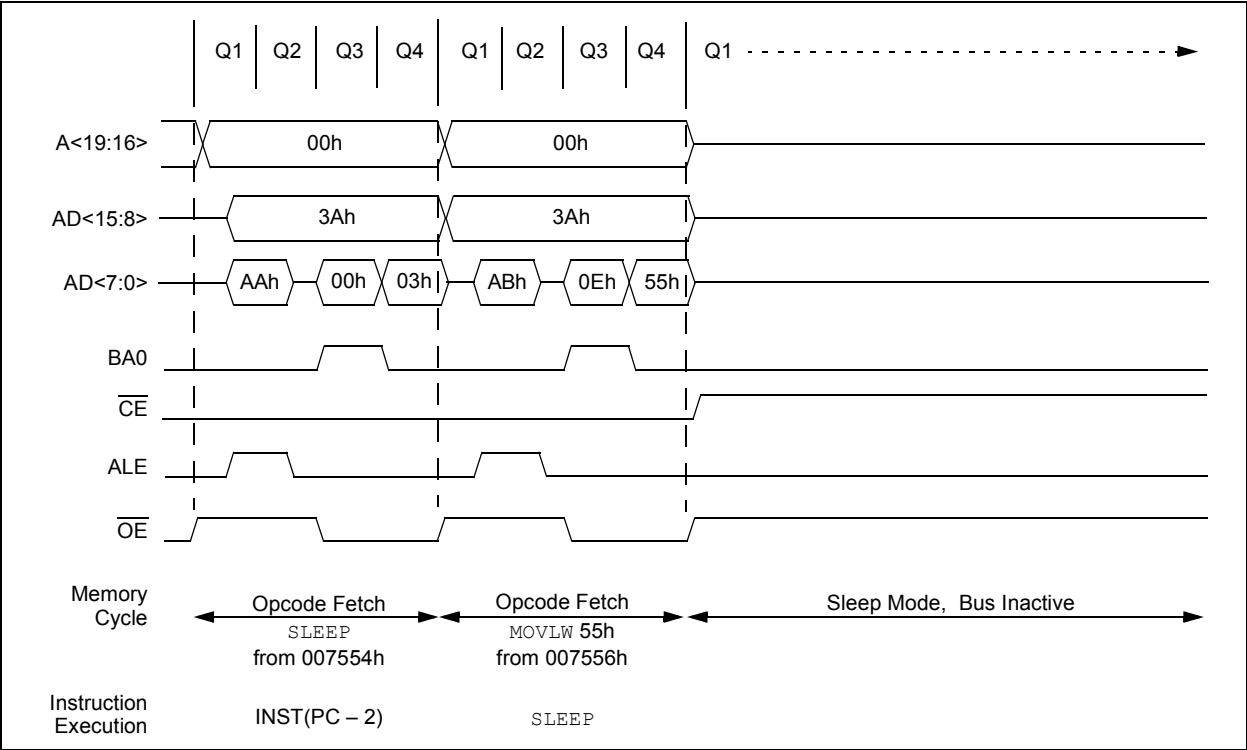 Q1 Q2 Q3 Q4 Q1 Q2 Q3 Q4 Q1
A<19:16> 00h 00h
AD<15:8> 3Ah 3Ah
AD<7:0> AAh 00h 03h ABh 0Eh 55h
BA0
CE
ALE
OE
Memory
Cycle
Opcode Fetch
SLEEP
from 007554h
Opcode Fetch
MOVLW 55h
from 007556h
Sleep Mode, Bus Inactive
Instruction
Execution
INST(PC – 2)
SLEEP